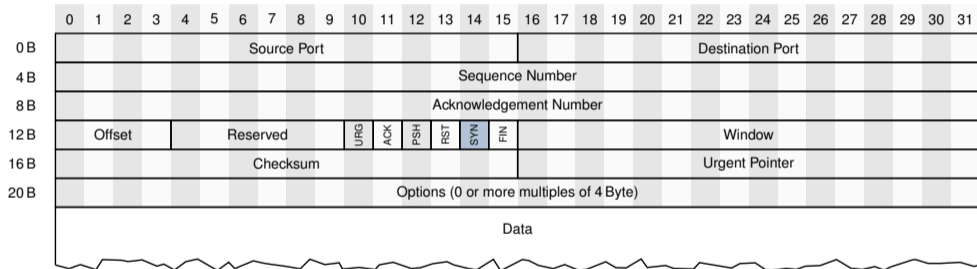 0 1 2 3 4 5 6 7 8 9 10 11 12 13 14 15 16 17 18 19 20 21 22 23 24 25 26 27 28 29 30 31
0 B Source Port Destination Port
4 B Sequence Number
8 B Acknowledgement Number
12 B Offset Reserved URG ACK PSH RST SYN FIN Window
16 B Checksum Urgent Pointer
20 B Options (0 or more multiples of 4 Byte)
Data